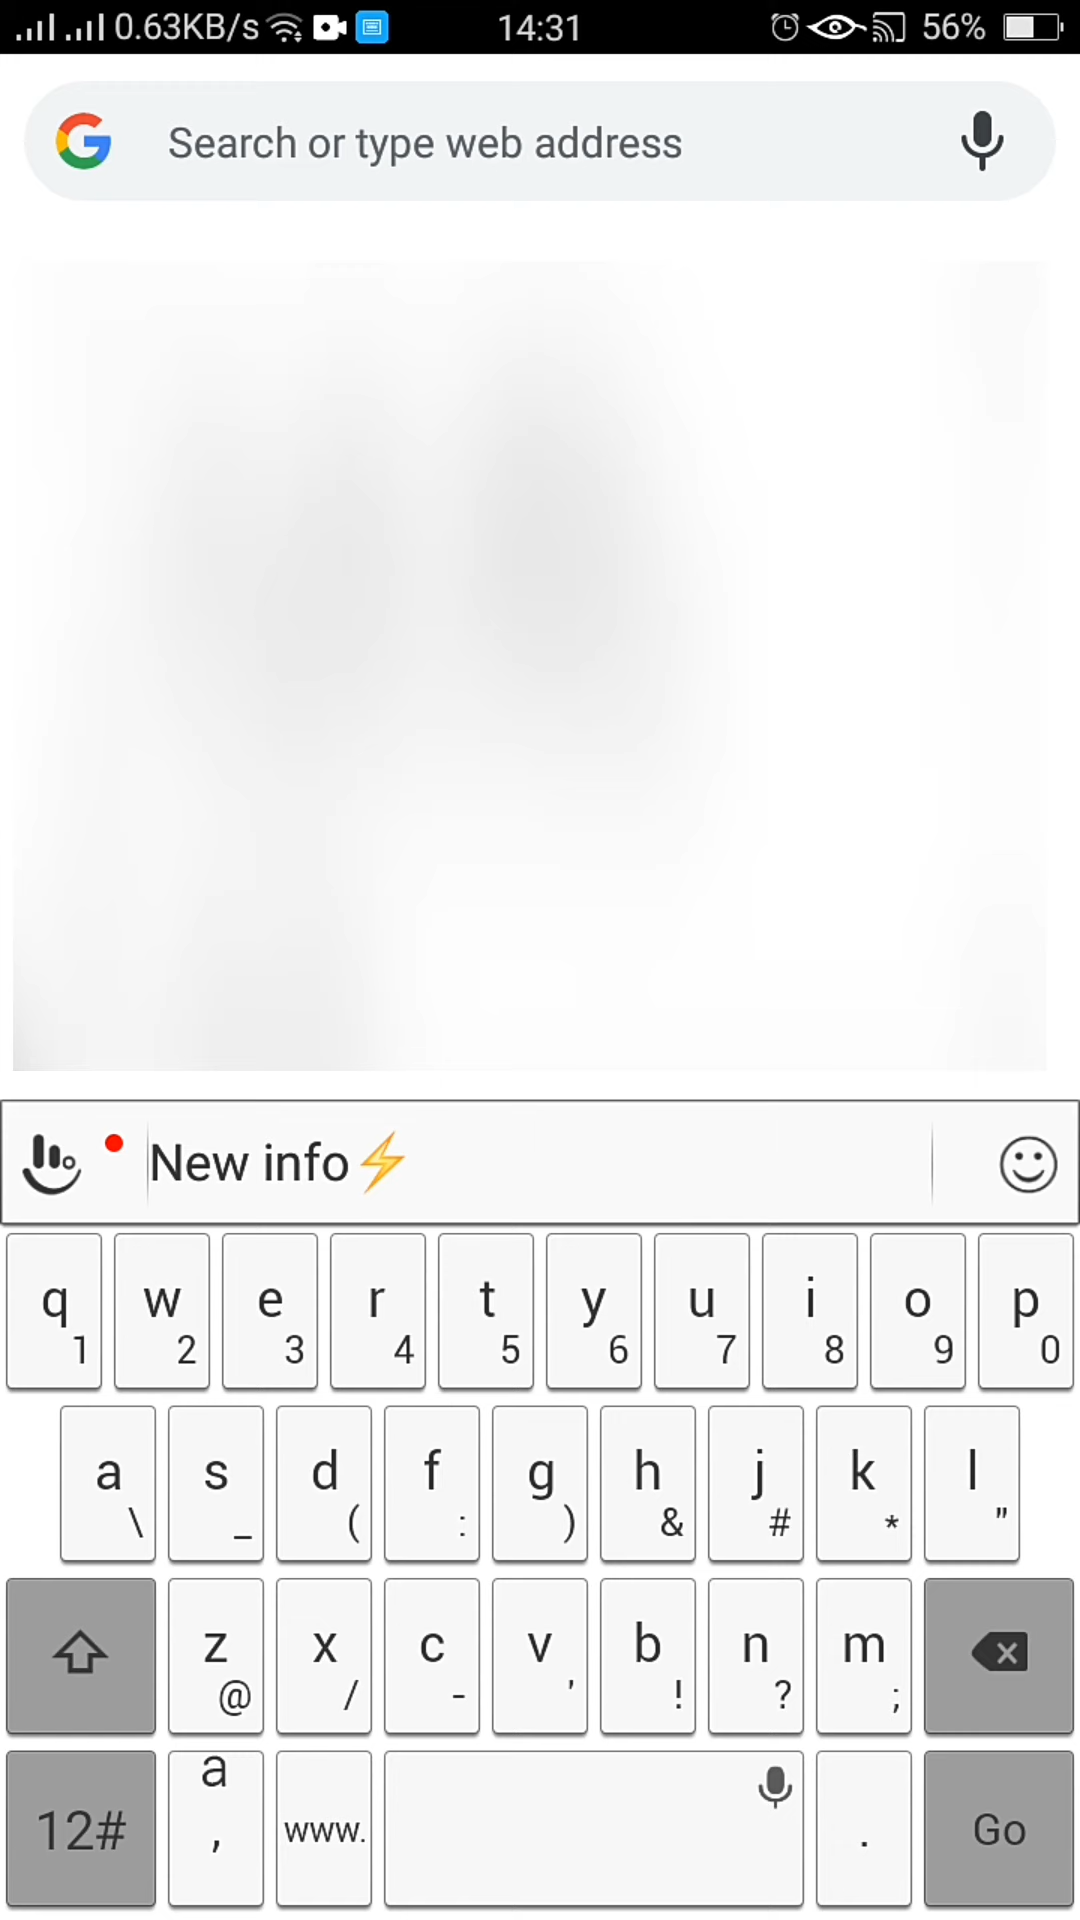 0.63KB/s 14:31 56%
Search or type web address
New info⚡
q w e r t y u i o p
1 2 3 4 5 6 7 8 9 0
a s d f g h j k l
\ _ ( : ) & # * "
z x c v b n m
@ / - ' ! ? ;
a
12# , www. . Go